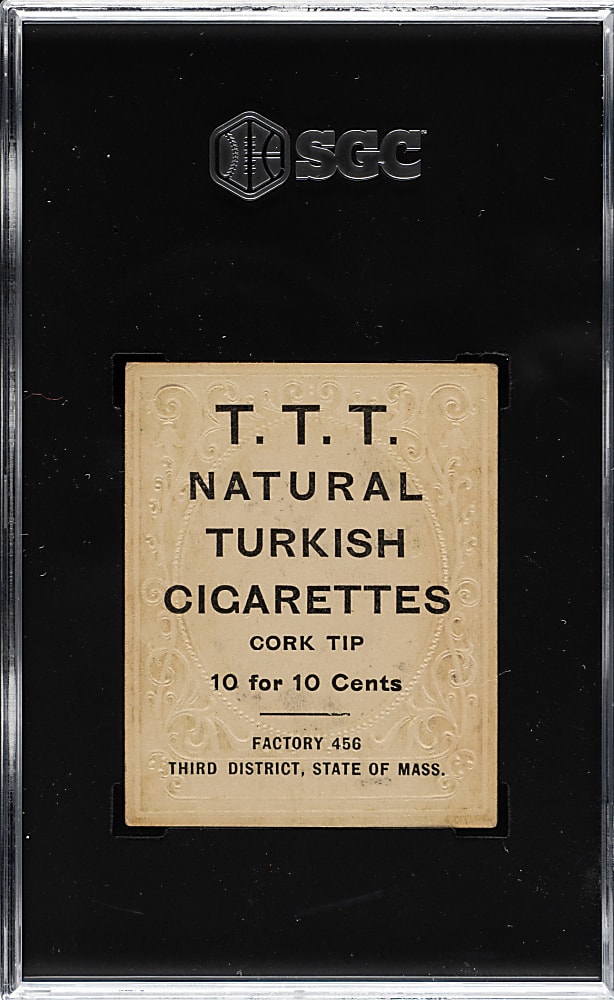 SGC
T. T. T.
NATURAL
TURKISH
CIGARETTES
CORK TIP
10 for 10 Cents
FACTORY 456
THIRD DISTRICT, STATE OF MASS.